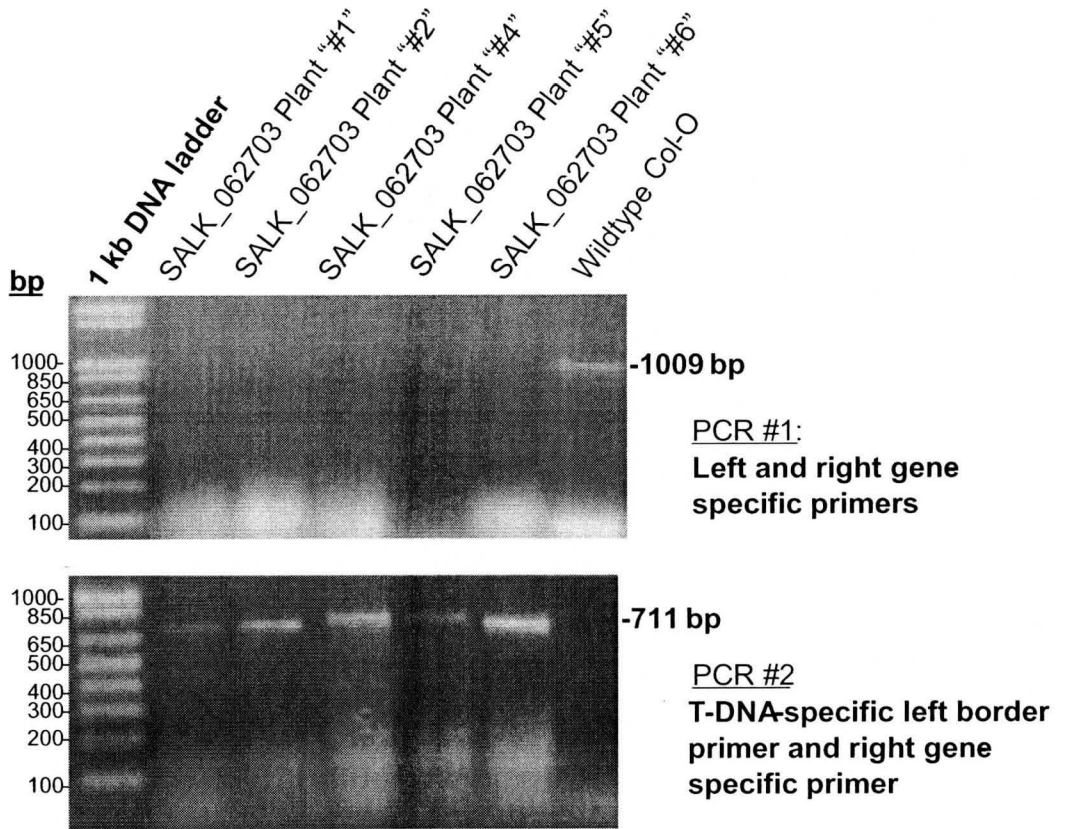 1 kb DNA ladder
SALK_062703 Plant “#1”
SALK_062703 Plant “#2”
SALK_062703 Plant “#4”
SALK_062703 Plant “#5”
SALK_062703 Plant “#6”
Wildtype Col-O
bp
1000-
850-
650-
500-
400-
300-
200-
100-
-1009 bp
PCR #1:
Left and right gene
specific primers
1000-
850-
650-
500-
400-
300-
200-
100-
-711 bp
PCR #2
T-DNA-specific left border
primer and right gene
specific primer